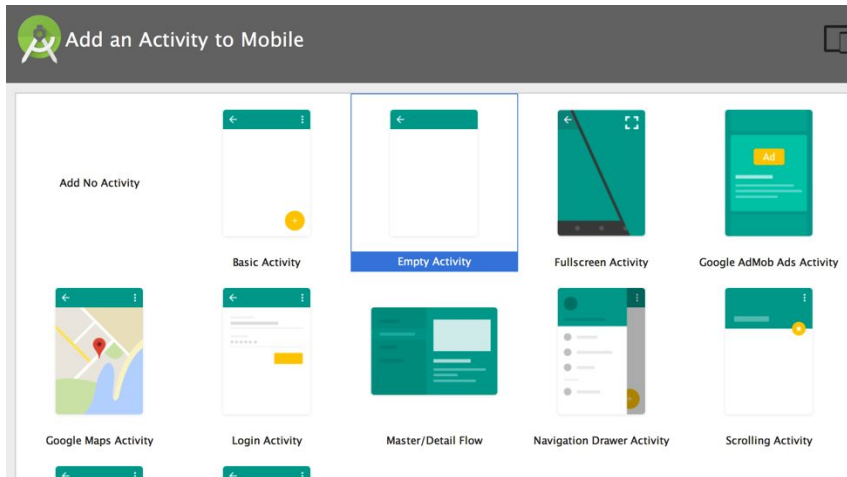 Add an Activity to Mobile
Ad
Add No Activity
Basic Activity
Empty Activity
Fullscreen Activity
Google AdMob Ads Activity
Google Maps Activity
Login Activity
Master/Detail Flow
Navigation Drawer Activity
Scrolling Activity